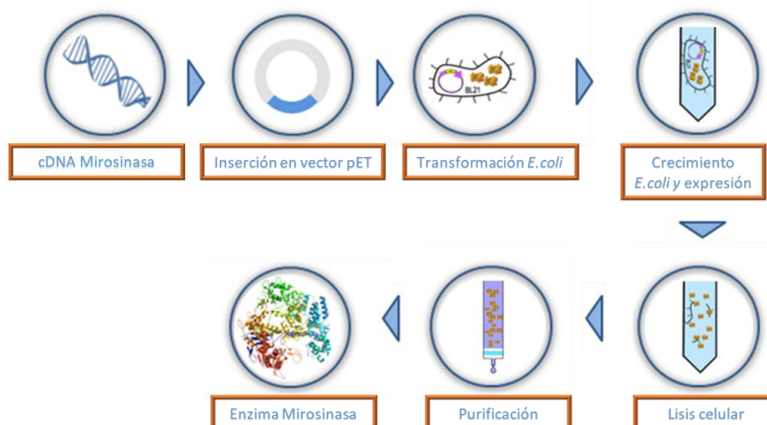 BL21
cDNA Mirosinasa
Inserción en vector pET
Transformación E.coli
Crecimiento
E.coli y expresión
Enzima Mirosinasa
Purificación
Lisis celular